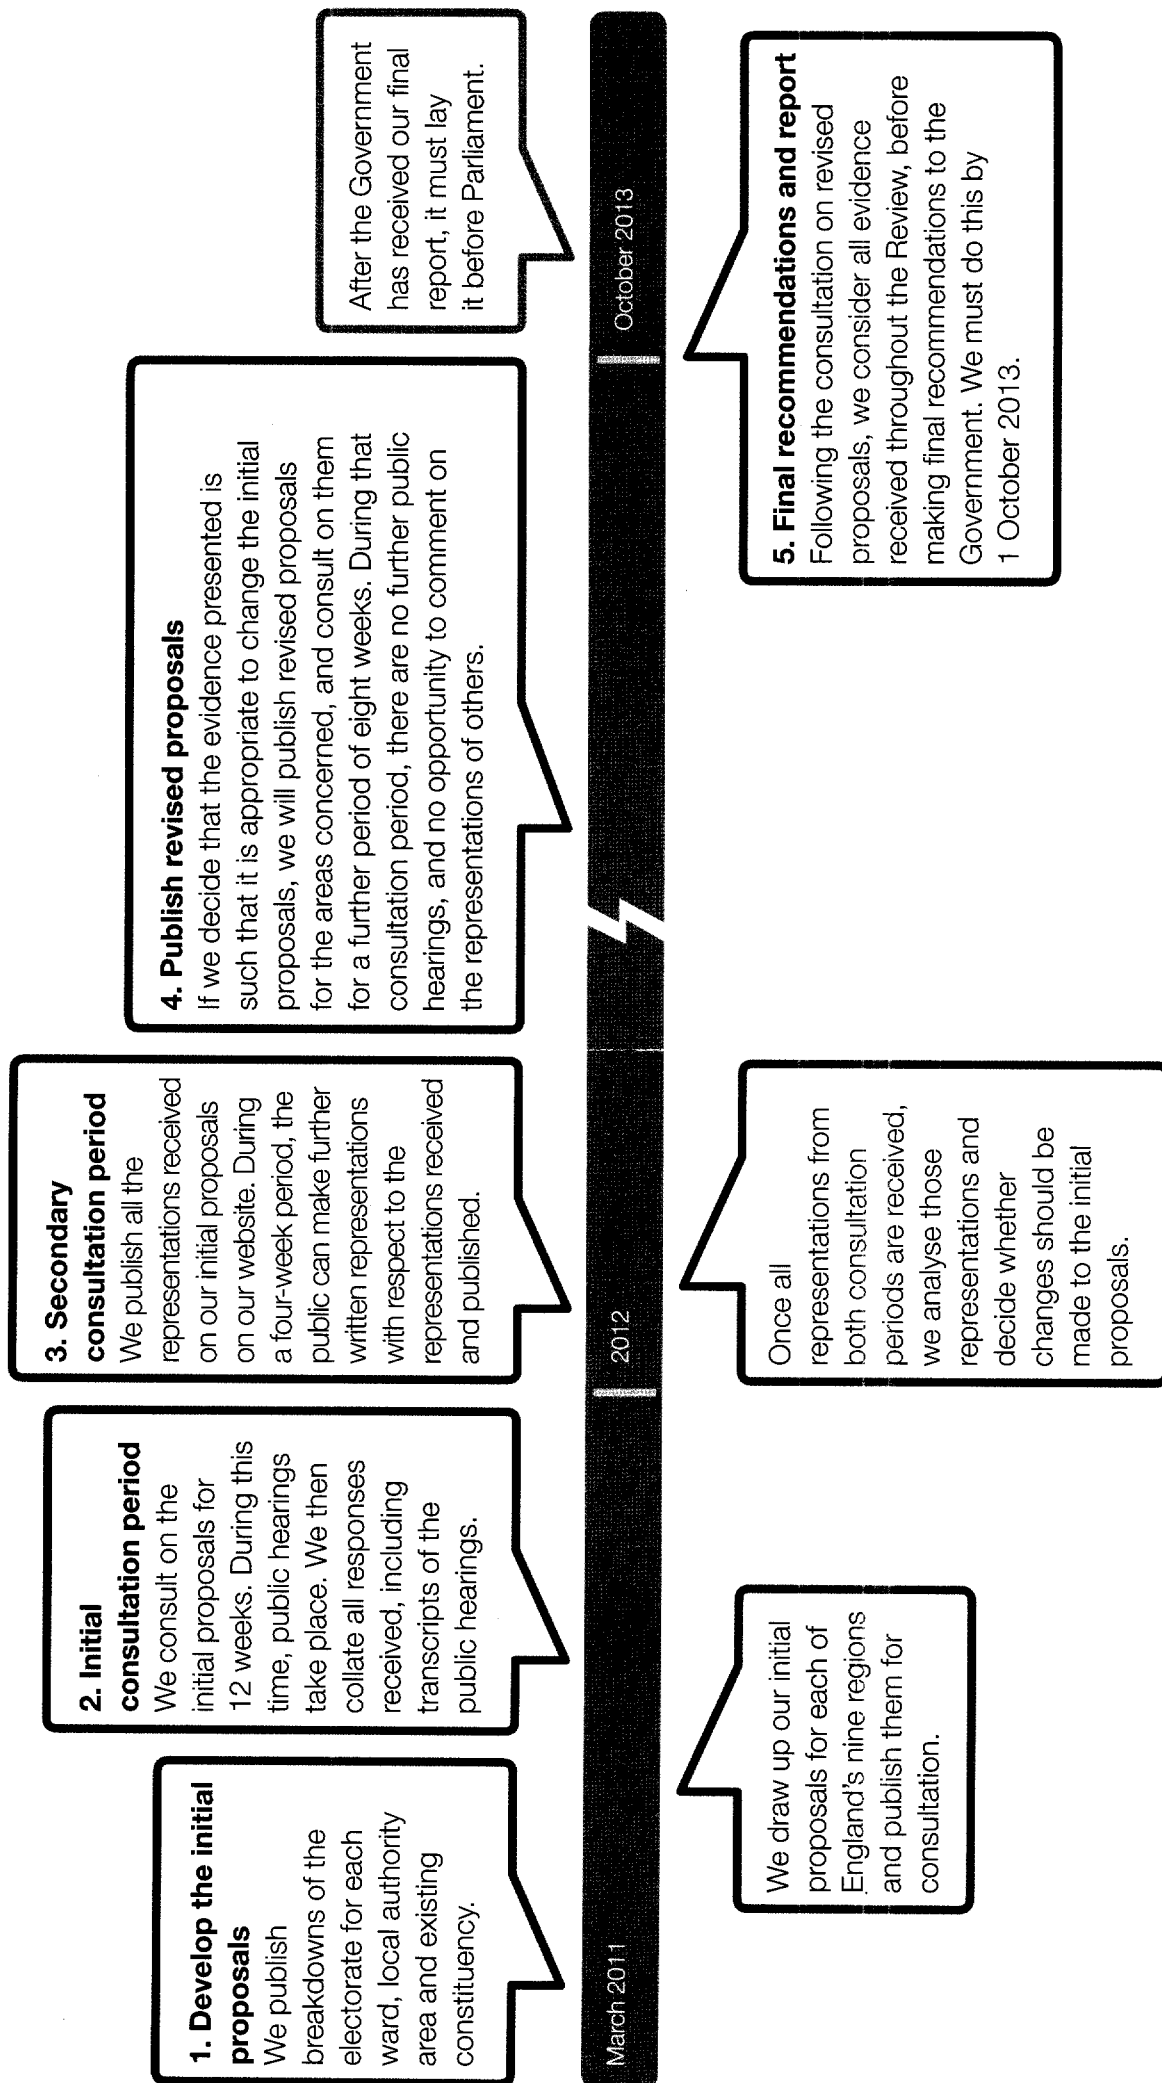 1. Develop the initial
proposals
We publish
breakdowns of the
electorate for each
ward, local authority
area and existing
constituency.
2. Initial
consultation period
We consult on the
initial proposals for
12 weeks. During this
time, public hearings
take place. We then
collate all responses
received, including
transcripts of the
public hearings.
3. Secondary
consultation period
We publish all the
representations received
on our initial proposals
on our website. During
a four-week period, the
public can make further
written representations
with respect to the
representations received
and published.
4. Publish revised proposals
If we decide that the evidence presented is
such that it is appropriate to change the initial
proposals, we will publish revised proposals
for the areas concerned, and consult on them
for a further period of eight weeks. During that
consultation period, there are no further public
hearings, and no opportunity to comment on
the representations of others.
After the Government
has received our final
report, it must lay
it before Parliament.
March 2011
2012
October 2013
We draw up our initial
proposals for each of
England's nine regions
and publish them for
consultation.
Once all
representations from
both consultation
periods are received,
we analyse those
representations and
decide whether
changes should be
made to the initial
proposals.
5. Final recommendations and report
Following the consultation on revised
proposals, we consider all evidence
received throughout the Review, before
making final recommendations to the
Government. We must do this by
1 October 2013.